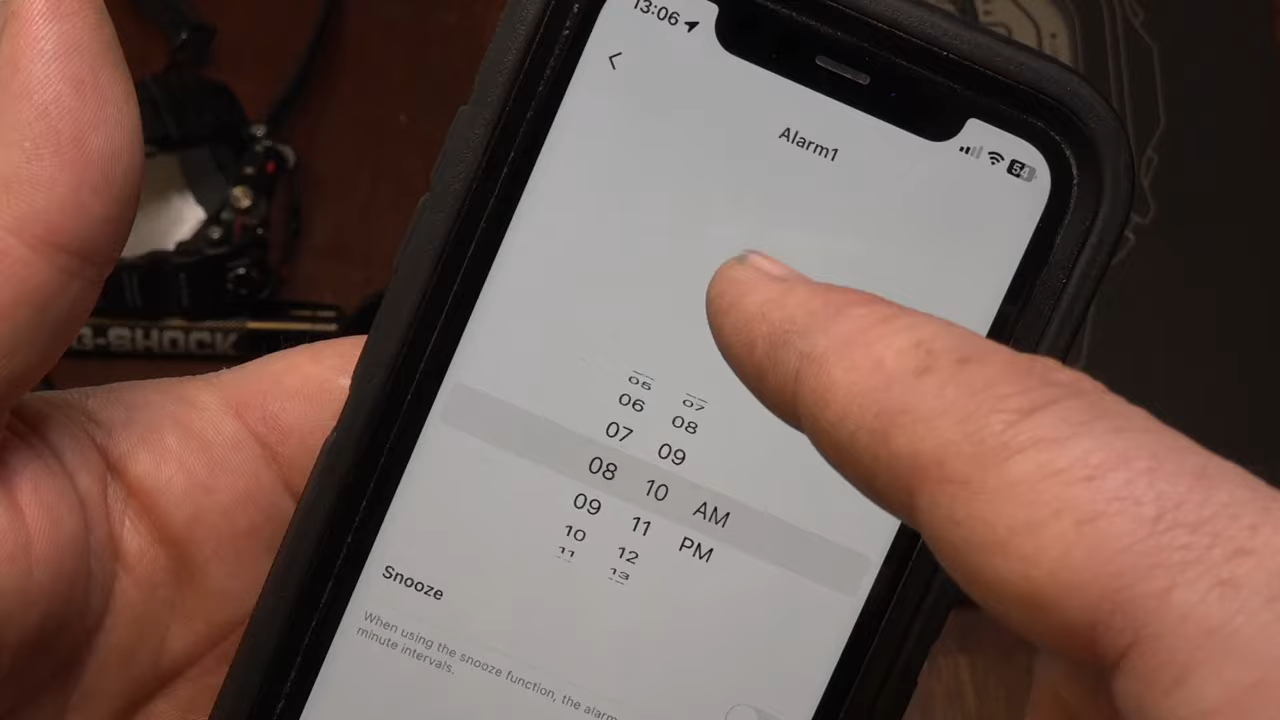 13:06
<
Alarm1
54
G-SHOCK
05 07
06 08
07 09
08 10 AM
09 11 PM
10 12
11 13
Snooze
When using the snooze function, the alarm
minute intervals.